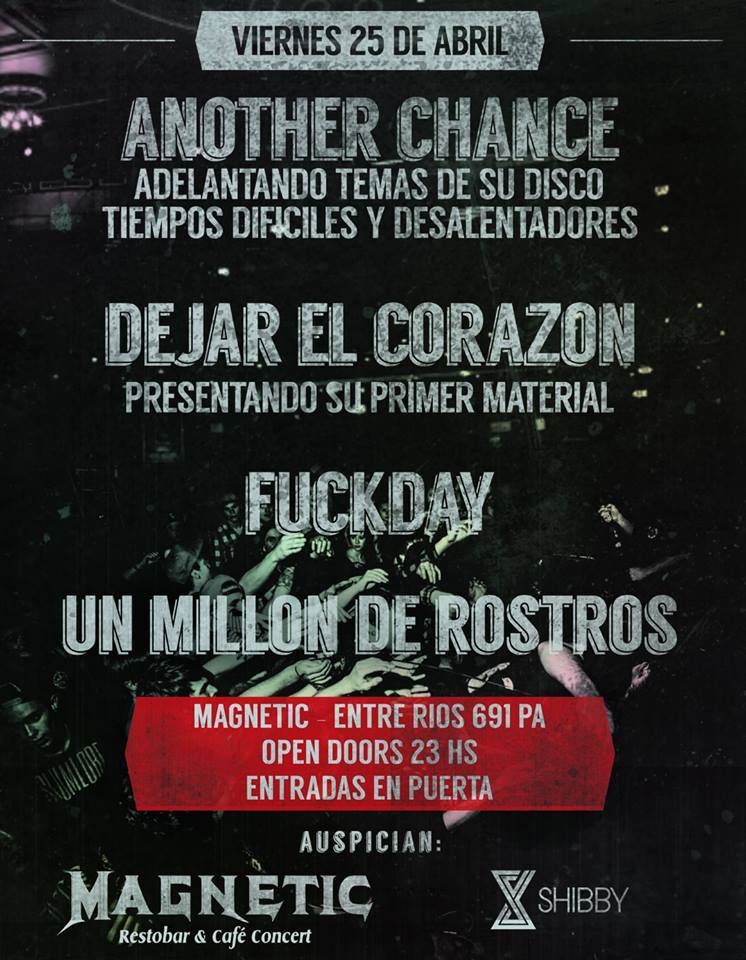 VIERNES 25 DE ABRIL
ANOTHER CHANCE
ADELANTANDO TEMAS DE SU DISCO
TIEMPOS DIFICILES Y DESALENTADORES
DEJAR EL CORAZON
PRESENTANDO SU PRIMER MATERIAL
FUCKDAY
UN MILLON DE ROSTROS
MAGNETIC - ENTRE RIOS 691 PA
OPEN DOORS 23 HS
ENTRADAS EN PUERTA
AUSPICIAN:
MAGNETIC
Restobar & Café Concert
SHIBBY